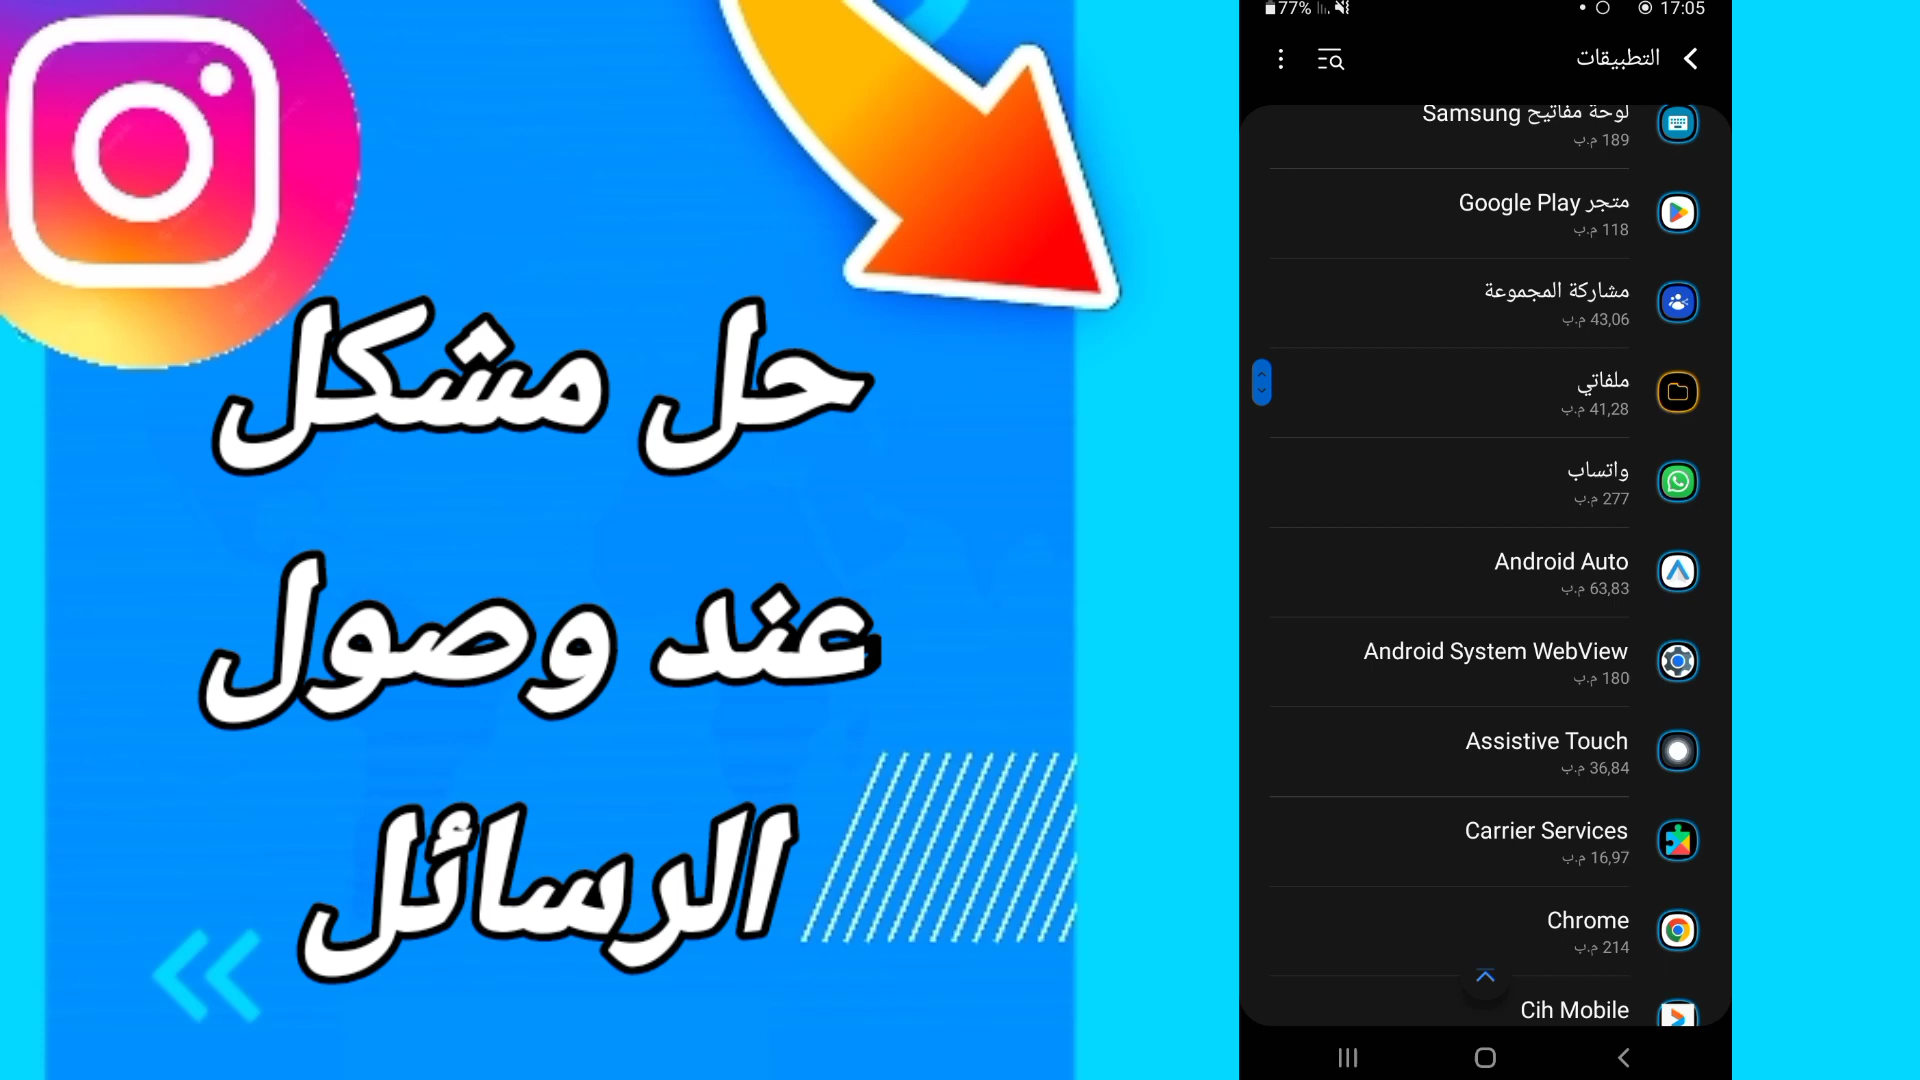 حل مشكل
عند وصول
الرسائل
77%
17:05
التطبيقات
لوحة مفاتيح Samsung
189 م.ب
متجر Google Play
118 م.ب
مشاركة المجموعة
43,06 م.ب
ملفاتي
41,28 م.ب
واتساب
277 م.ب
Android Auto
63,83 م.ب
Android System WebView
180 م.ب
Assistive Touch
36,84 م.ب
Carrier Services
16,97 م.ب
Chrome
214 م.ب
Cih Mobile